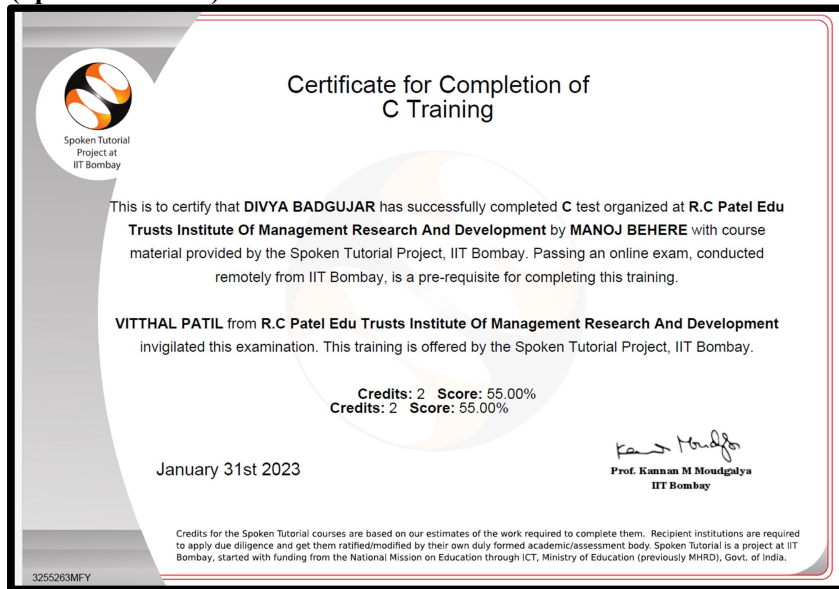 Certificate for Completion of
C Training
Spoken Tutorial
Project at
IIT Bombay
This is to certify that DIVYA BADGUJAR has successfully completed C test organized at R.C Patel Edu
Trusts Institute Of Management Research And Development by MANOJ BEHERE with course
material provided by the Spoken Tutorial Project, IIT Bombay. Passing an online exam, conducted
remotely from IIT Bombay, is a pre-requisite for completing this training.
VITTHAL PATIL from R.C Patel Edu Trusts Institute Of Management Research And Development
invigilated this examination. This training is offered by the Spoken Tutorial Project, IIT Bombay.
Credits: 2 Score: 55.00%
Credits: 2 Score: 55.00%
January 31st 2023
Prof. Kannan M Moudgalya
IIT Bombay
Credits for the Spoken Tutorial courses are based on our estimates of the work required to complete them. Recipient institutions are required
to apply due diligence and get them ratified/modified by their own duly formed academic/assessment body. Spoken Tutorial is a project at IIT
Bombay, started with funding from the National Mission on Education through ICT, Ministry of Education (previously MHRD), Govt. of India.
3255263MFY